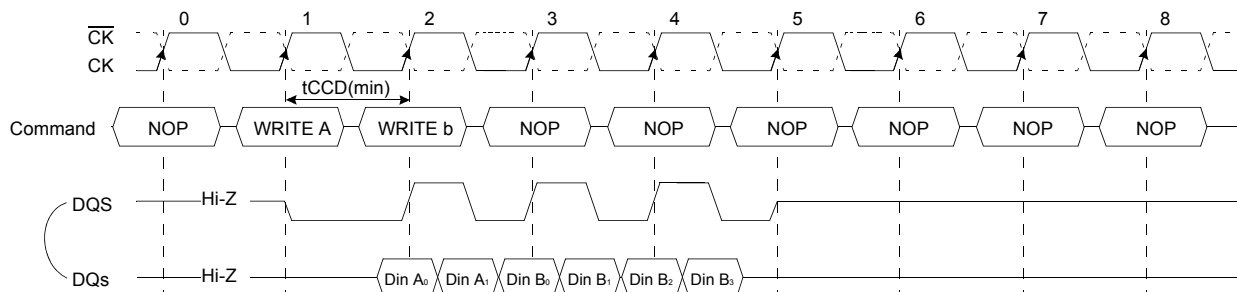 0 1 2 3 4 5 6 7 8
CK
CK
tCCD(min)
Command NOP WRITE A WRITE b NOP NOP NOP NOP NOP NOP
DQS Hi-Z
DQs Hi-Z Din A₀ Din A₁ Din B₀ Din B₁ Din B₂ Din B₃